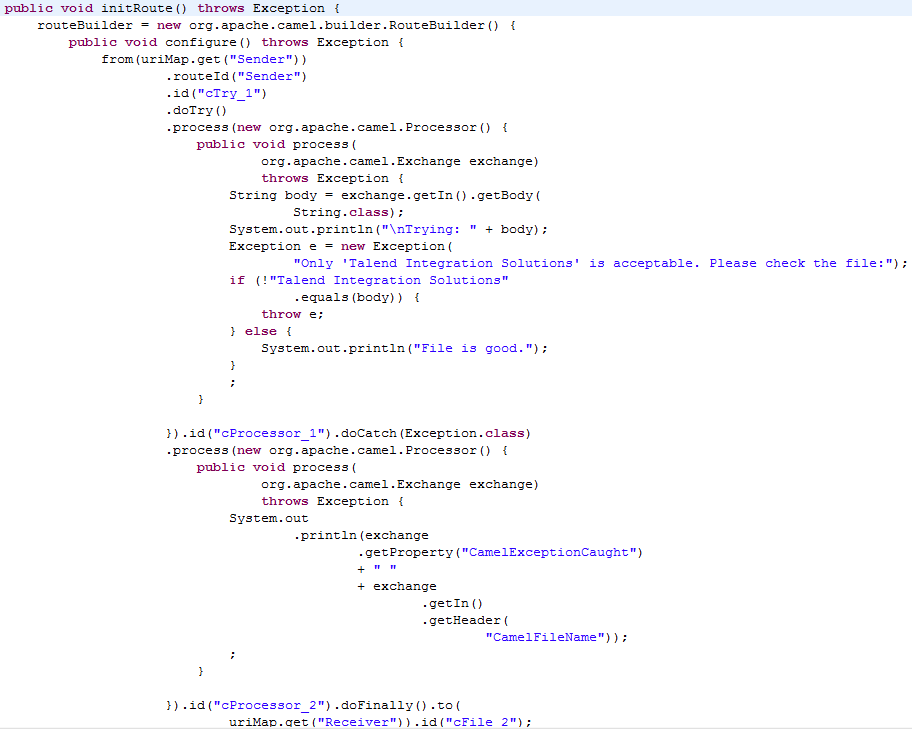 public void initRoute() throws Exception {
routeBuilder = new org.apache.camel.builder.RouteBuilder() {
public void configure() throws Exception {
from(uriMap.get("Sender"))
.routeId("Sender")
.id("cTry_1")
.doTry()
.process(new org.apache.camel.Processor() {
public void process(
org.apache.camel.Exchange exchange)
throws Exception {
String body = exchange.getIn().getBody(
String.class);
System.out.println("\nTrying: " + body);
Exception e = new Exception(
"Only 'Talend Integration Solutions' is acceptable. Please check the file:");
if (!"Talend Integration Solutions"
.equals(body)) {
throw e;
} else {
System.out.println("File is good.");
}
;
}
}).id("cProcessor_1").doCatch(Exception.class)
.process(new org.apache.camel.Processor() {
public void process(
org.apache.camel.Exchange exchange)
throws Exception {
System.out
.println(exchange
.getProperty("CamelExceptionCaught")
+ " "
+ exchange
.getIn()
.getHeader(
"CamelFileName"));
;
}
}).id("cProcessor_2").doFinally().to(
uriMap.get("Receiver")).id("cFile_2");